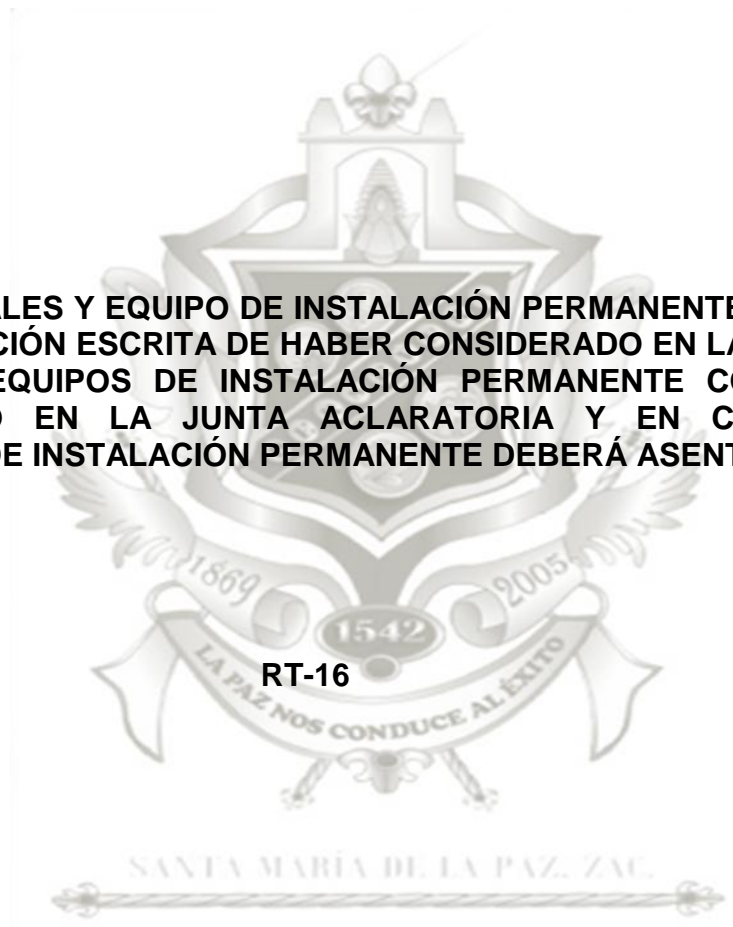 ALES Y EQUIPO DE INSTALACIÓN PERMANENTE
CIÓN ESCRITA DE HABER CONSIDERADO EN LA
EQUIPOS DE INSTALACIÓN PERMANENTE CO
O EN LA JUNTA ACLARATORIA Y EN C
DE INSTALACIÓN PERMANENTE DEBERÁ ASENT
1869
2005
1542
RT-16
LA PAZ NOS CONDUCE AL ÉXITO
SANTA MARÍA DE LA PAZ, ZAC.